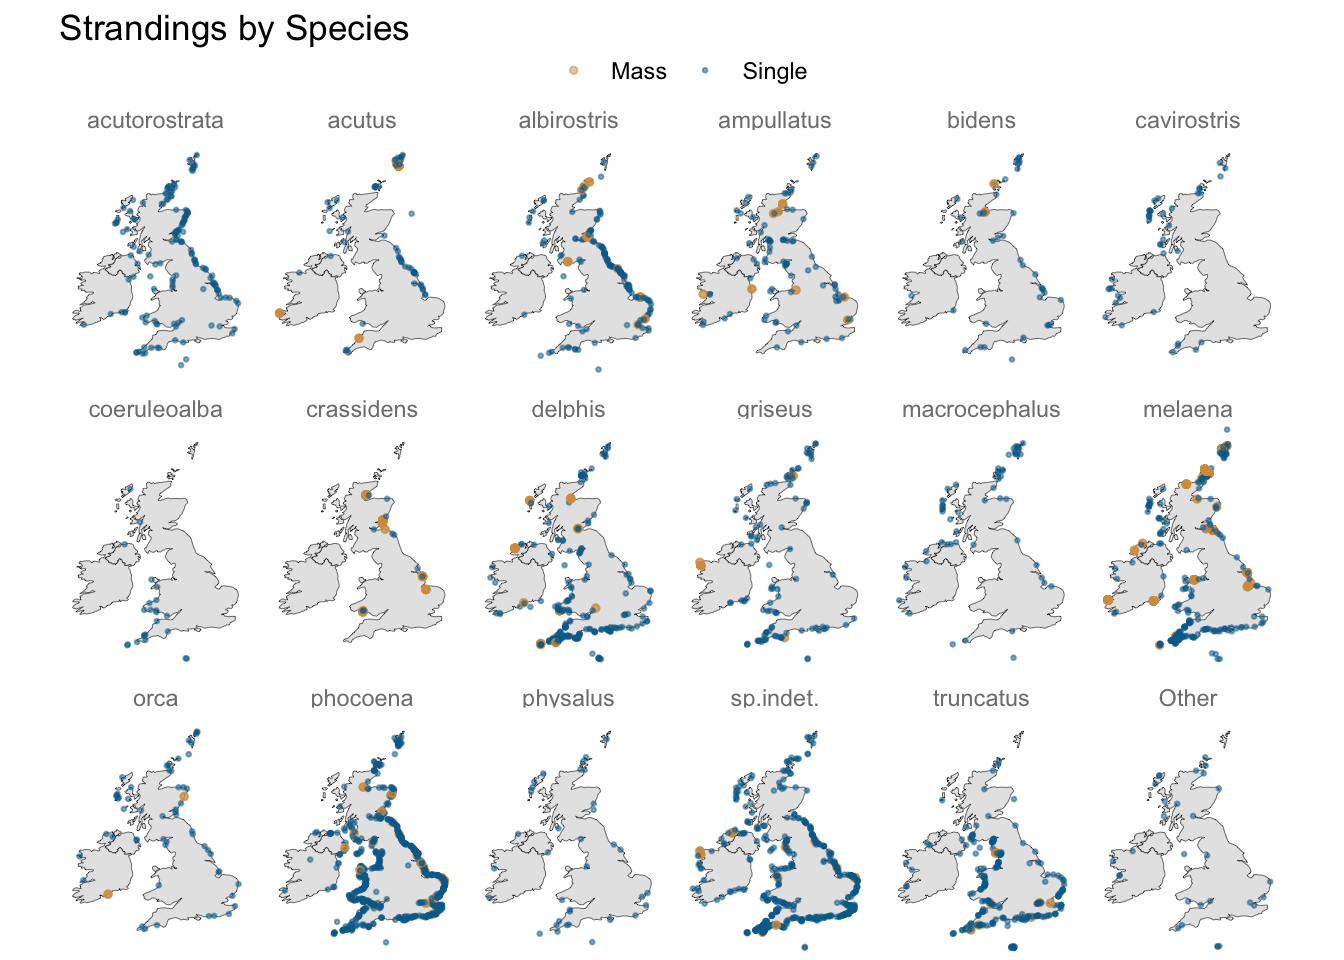 Strandings by Species
Mass Single
acutorostrata acutus albirostris ampullatus bidens cavirostris
coeruleoalba crassidens delphis griseus macrocephalus melaena
orca phocoena physalus sp.indet. truncatus Other